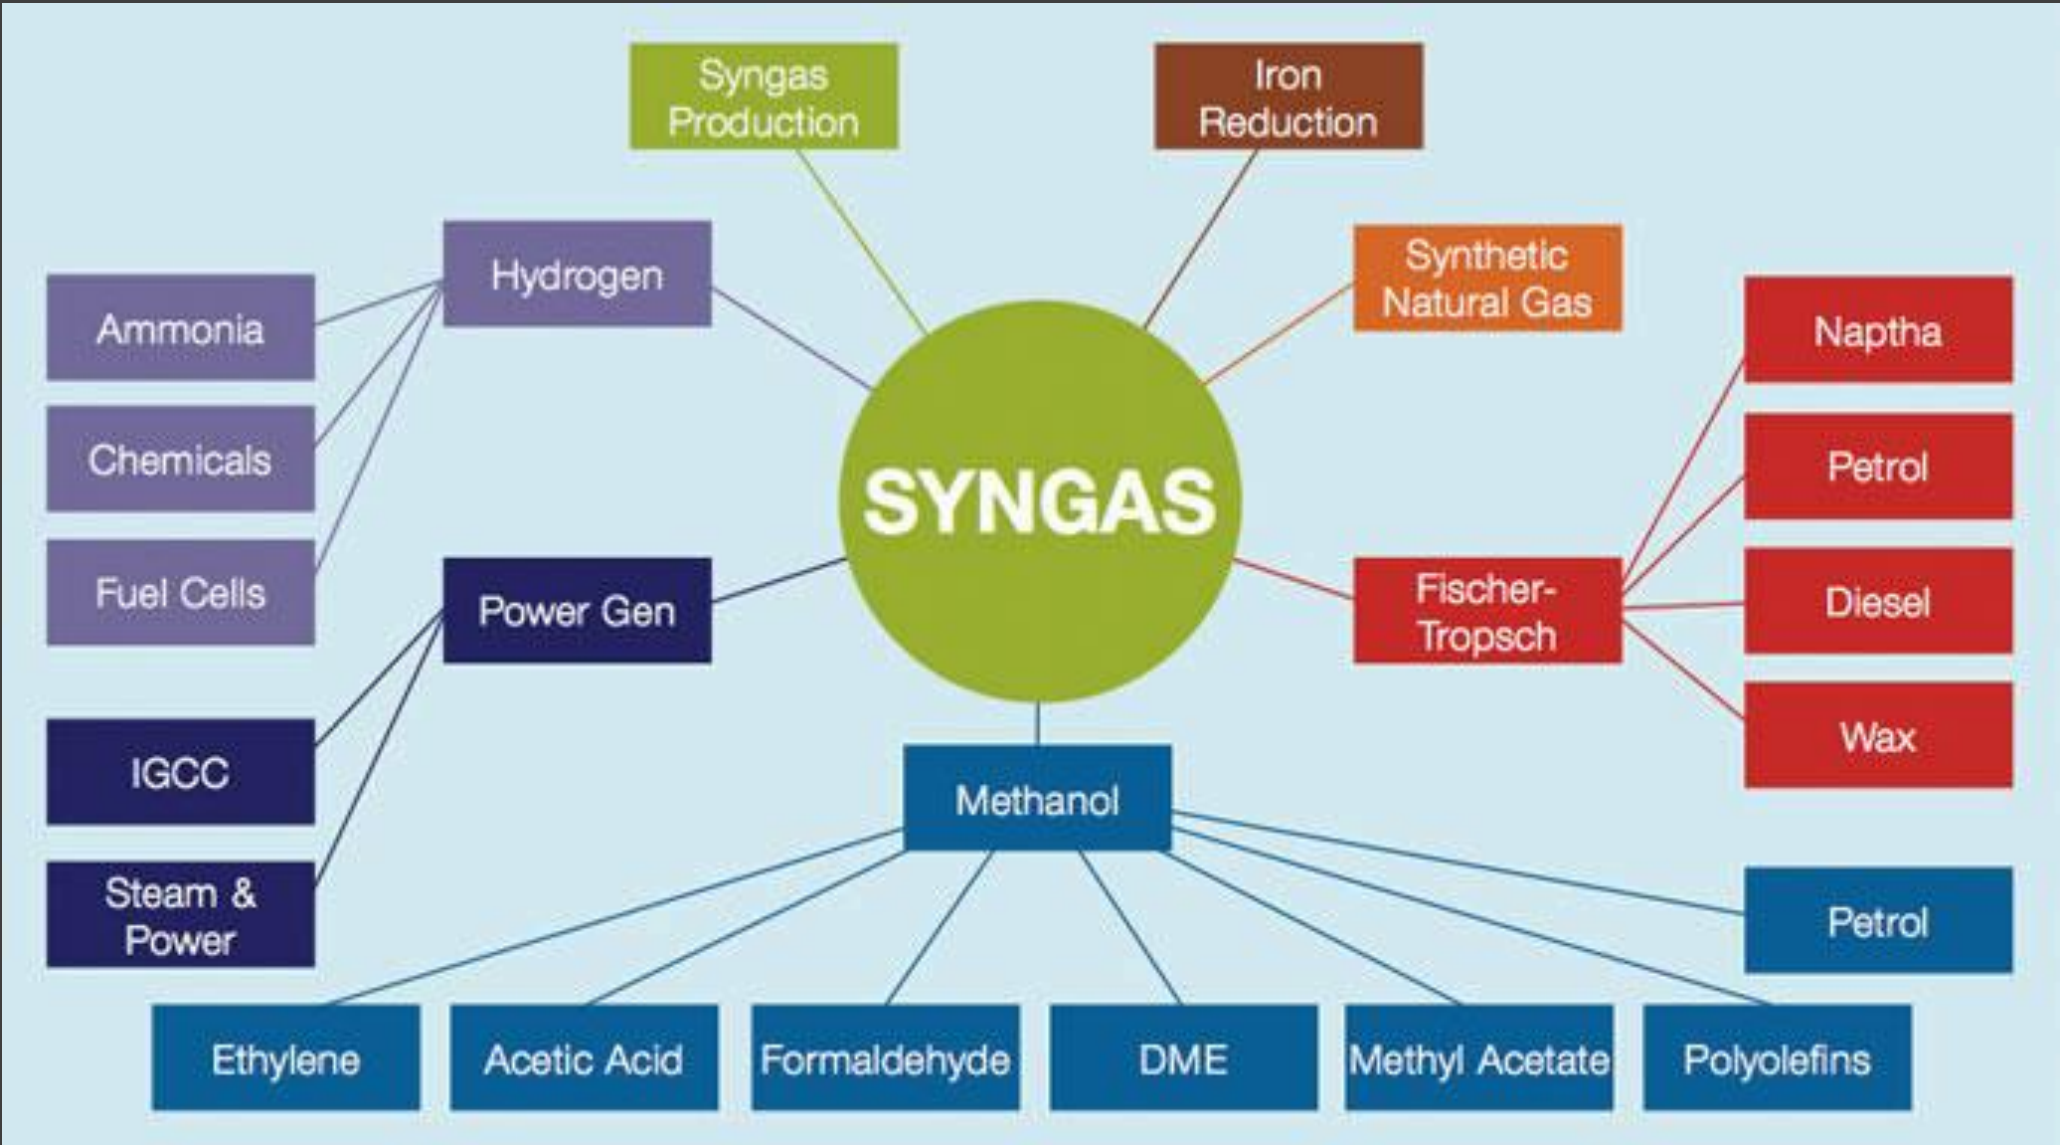 Syngas
Production
Iron
Reduction
Hydrogen
Synthetic
Natural Gas
Ammonia
Naptha
Chemicals
Petrol
SYNGAS
Fuel Cells
Power Gen
Fischer-
Tropsch
Diesel
IGCC
Wax
Methanol
Steam &
Power
Petrol
Ethylene
Acetic Acid
Formaldehyde
DME
Methyl Acetate
Polyolefins